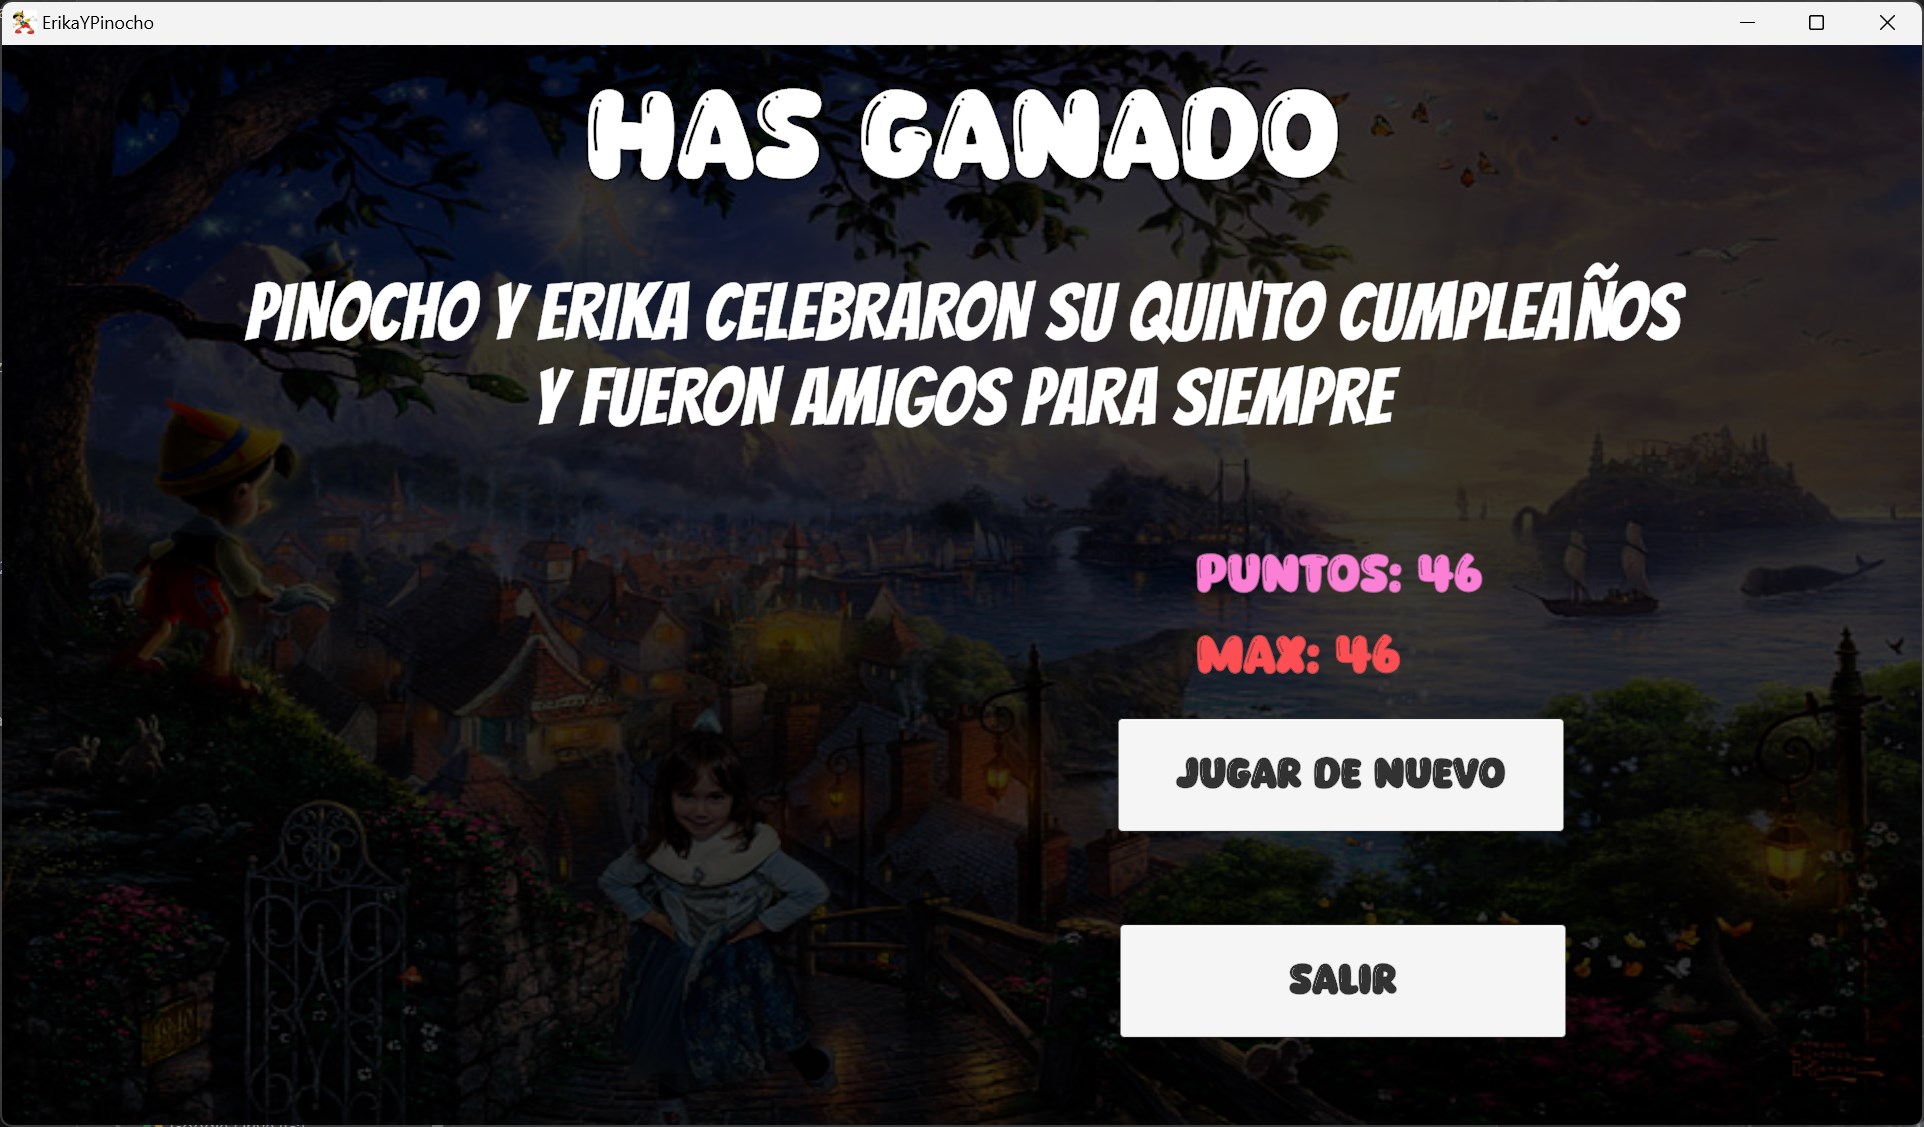 ErikaYPinocho
HAS GANADO
PINOCHO Y ERIKA CELEBRARON SU QUINTO CUMPLEAÑOS
Y FUERON AMIGOS PARA SIEMPRE
PUNTOS: 46
MAX: 46
JUGAR DE NUEVO
SALIR
1940